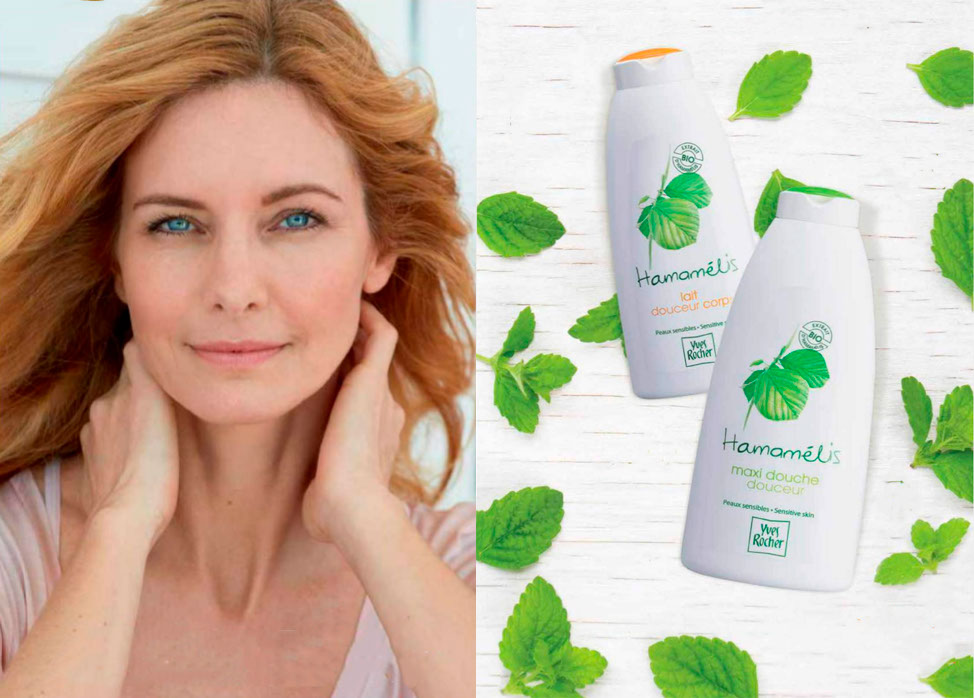 EXTRAIT
BIO
Hamamélis
lait
douceur corps
Peaux sensibles • Sensitive
Yves
Rocher
EXTRAIT
BIO
Hamamélis
maxi douche
douceur
Peaux sensibles • Sensitive skin
Yves
Rocher